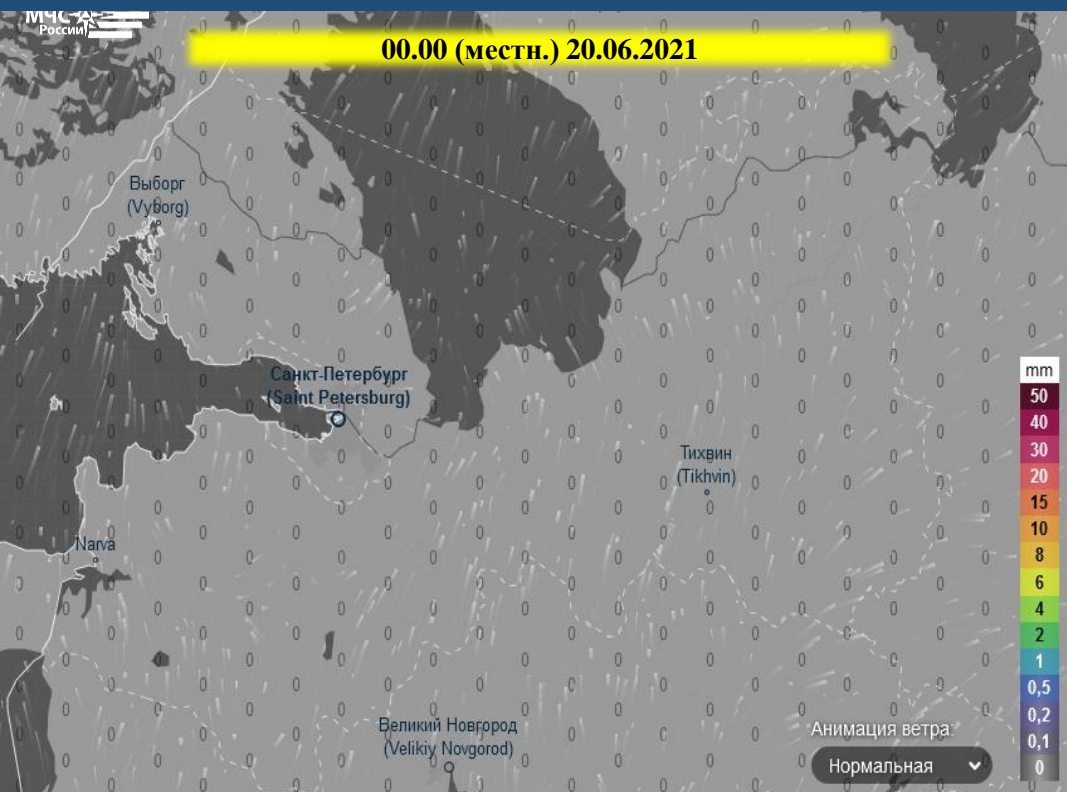 МЧС
России
00.00 (местн.) 20.06.2021
Выборг
(Vyborg)
Санкт-Петербург
(Saint Petersburg)
Тихвин
(Tikhvin)
Narva
Великий Новгород
(Velikiy Novgorod)
mm
50
40
30
20
15
10
8
6
4
2
1
0,5
0,2
0,1
0
Анимация ветра:
Нормальная